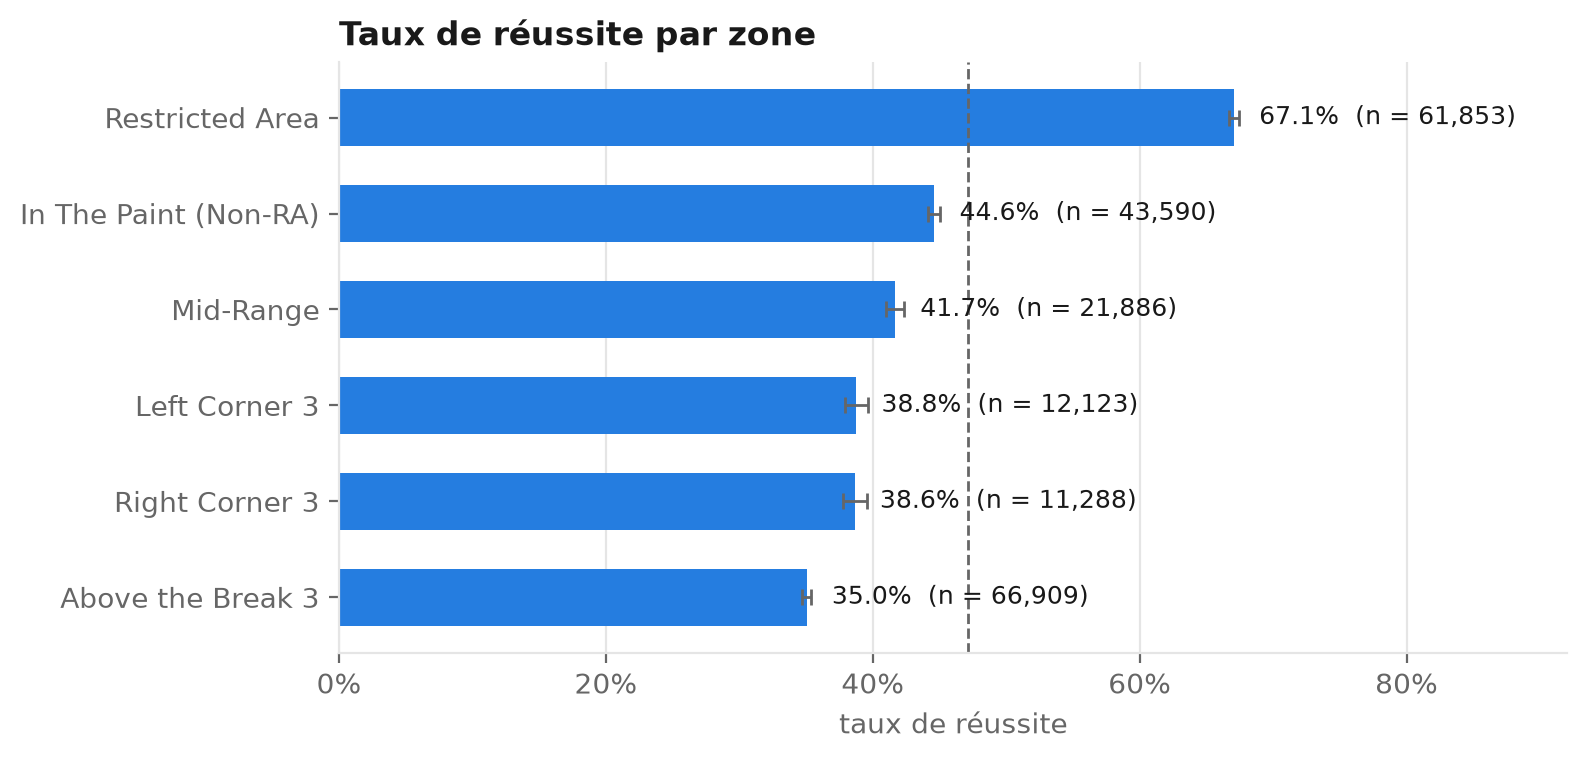 Taux de réussite par zone
Restricted Area
67.1% (n = 61,853)
In The Paint (Non-RA)
44.6% (n = 43,590)
Mid-Range
41.7% (n = 21,886)
Left Corner 3
38.8% (n = 12,123)
Right Corner 3
38.6% (n = 11,288)
Above the Break 3
35.0% (n = 66,909)
0% 20% 40% 60% 80%
taux de réussite